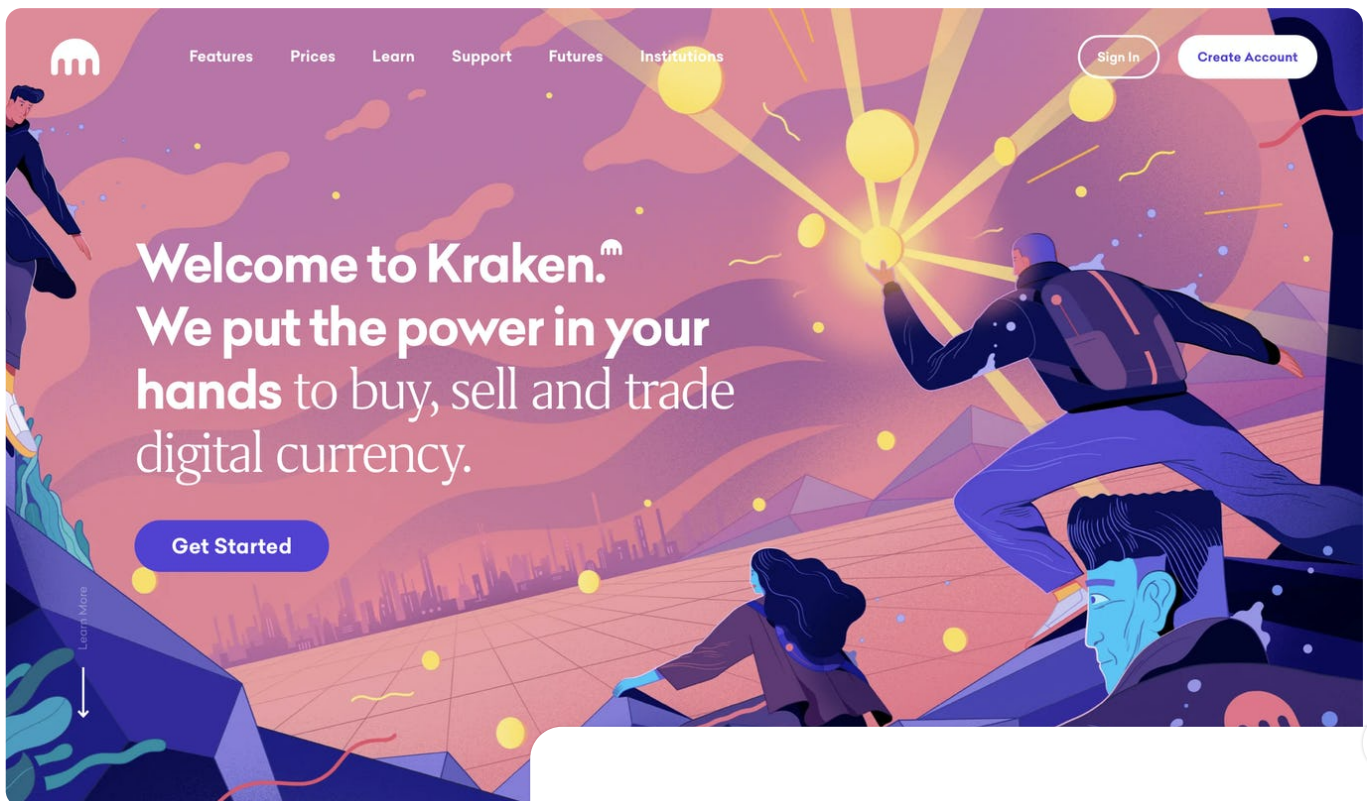 Features Prices Learn Support Futures Institutions Sign In Create Account
Welcome to Kraken.
We put the power in your
hands to buy, sell and trade
digital currency.
Get Started
Learn More